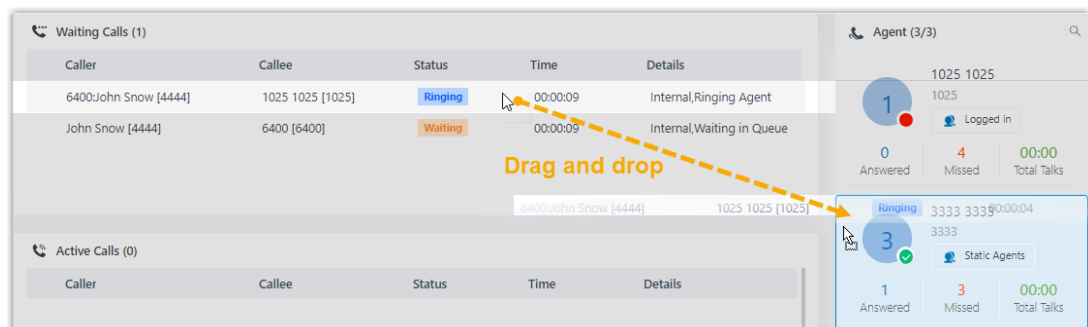 Waiting Calls (1)
Caller Callee Status Time Details
6400:John Snow [4444] 1025 1025 [1025] Ringing 00:00:09 Internal,Ringing Agent
John Snow [4444] 6400 [6400] Waiting 00:00:09 Internal,Waiting in Queue
Drag and drop
6400:John Snow [4444] 1025 1025 [1025] Ringing 00:00:04
Active Calls (0)
Caller Callee Status Time Details
Agent (3/3)
1025 1025
1 1025
Logged in
0 4 00:00
Answered Missed Total Talks
3333 3333
3 3333
Static Agents
1 3 00:00
Answered Missed Total Talks